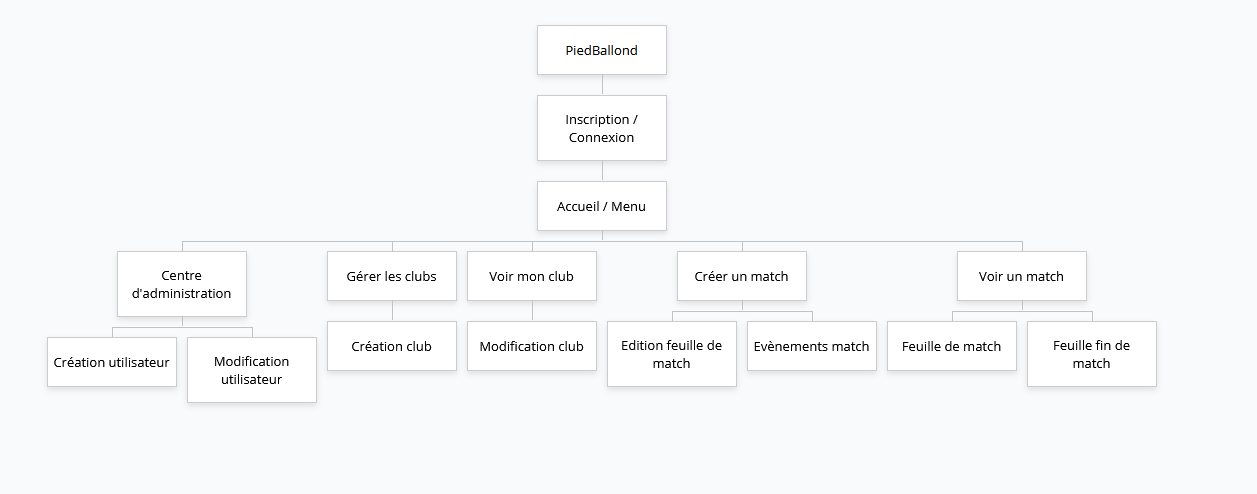 PiedBallond
Inscription /
Connexion
Accueil / Menu
Centre
d'administration
Gérer les clubs
Voir mon club
Créer un match
Voir un match
Création utilisateur
Modification
utilisateur
Création club
Modification club
Edition feuille de
match
Evènements match
Feuille de match
Feuille fin de
match